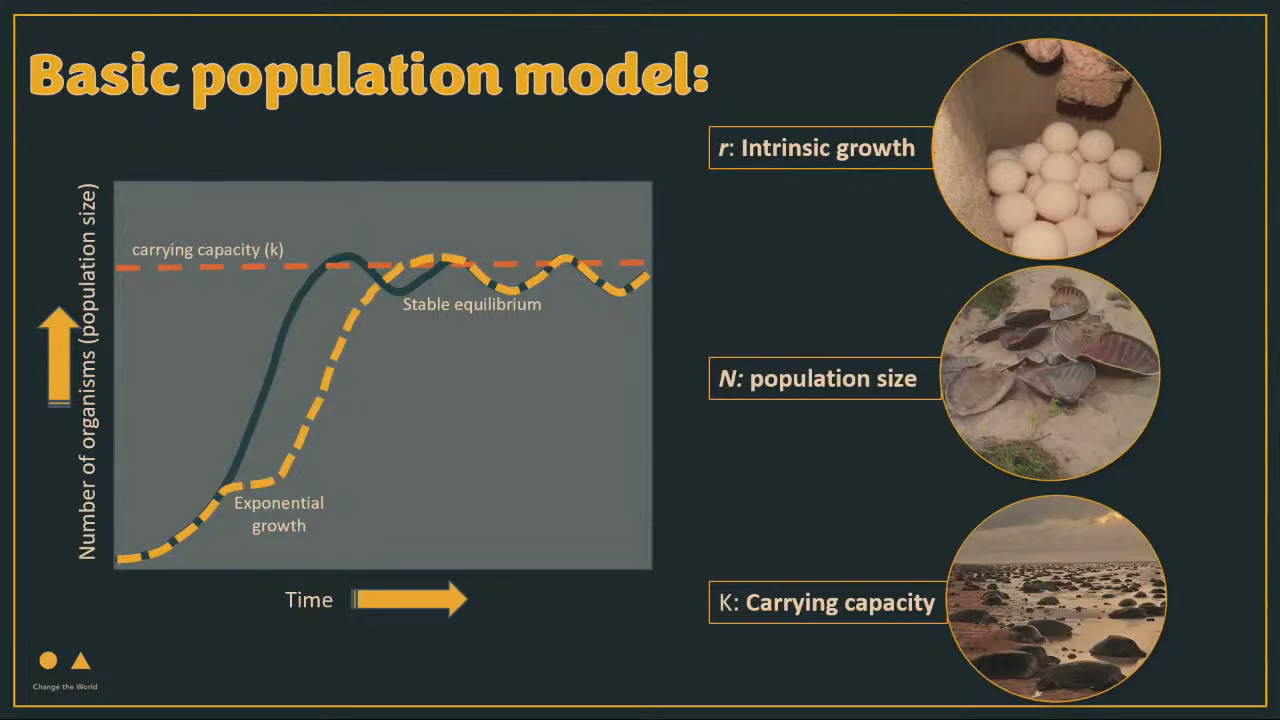 Basic population model:
r: Intrinsic growth
Number of organisms (population size)
carrying capacity (k)
Stable equilibrium
Exponential
growth
Time
N: population size
K: Carrying capacity
Change the World